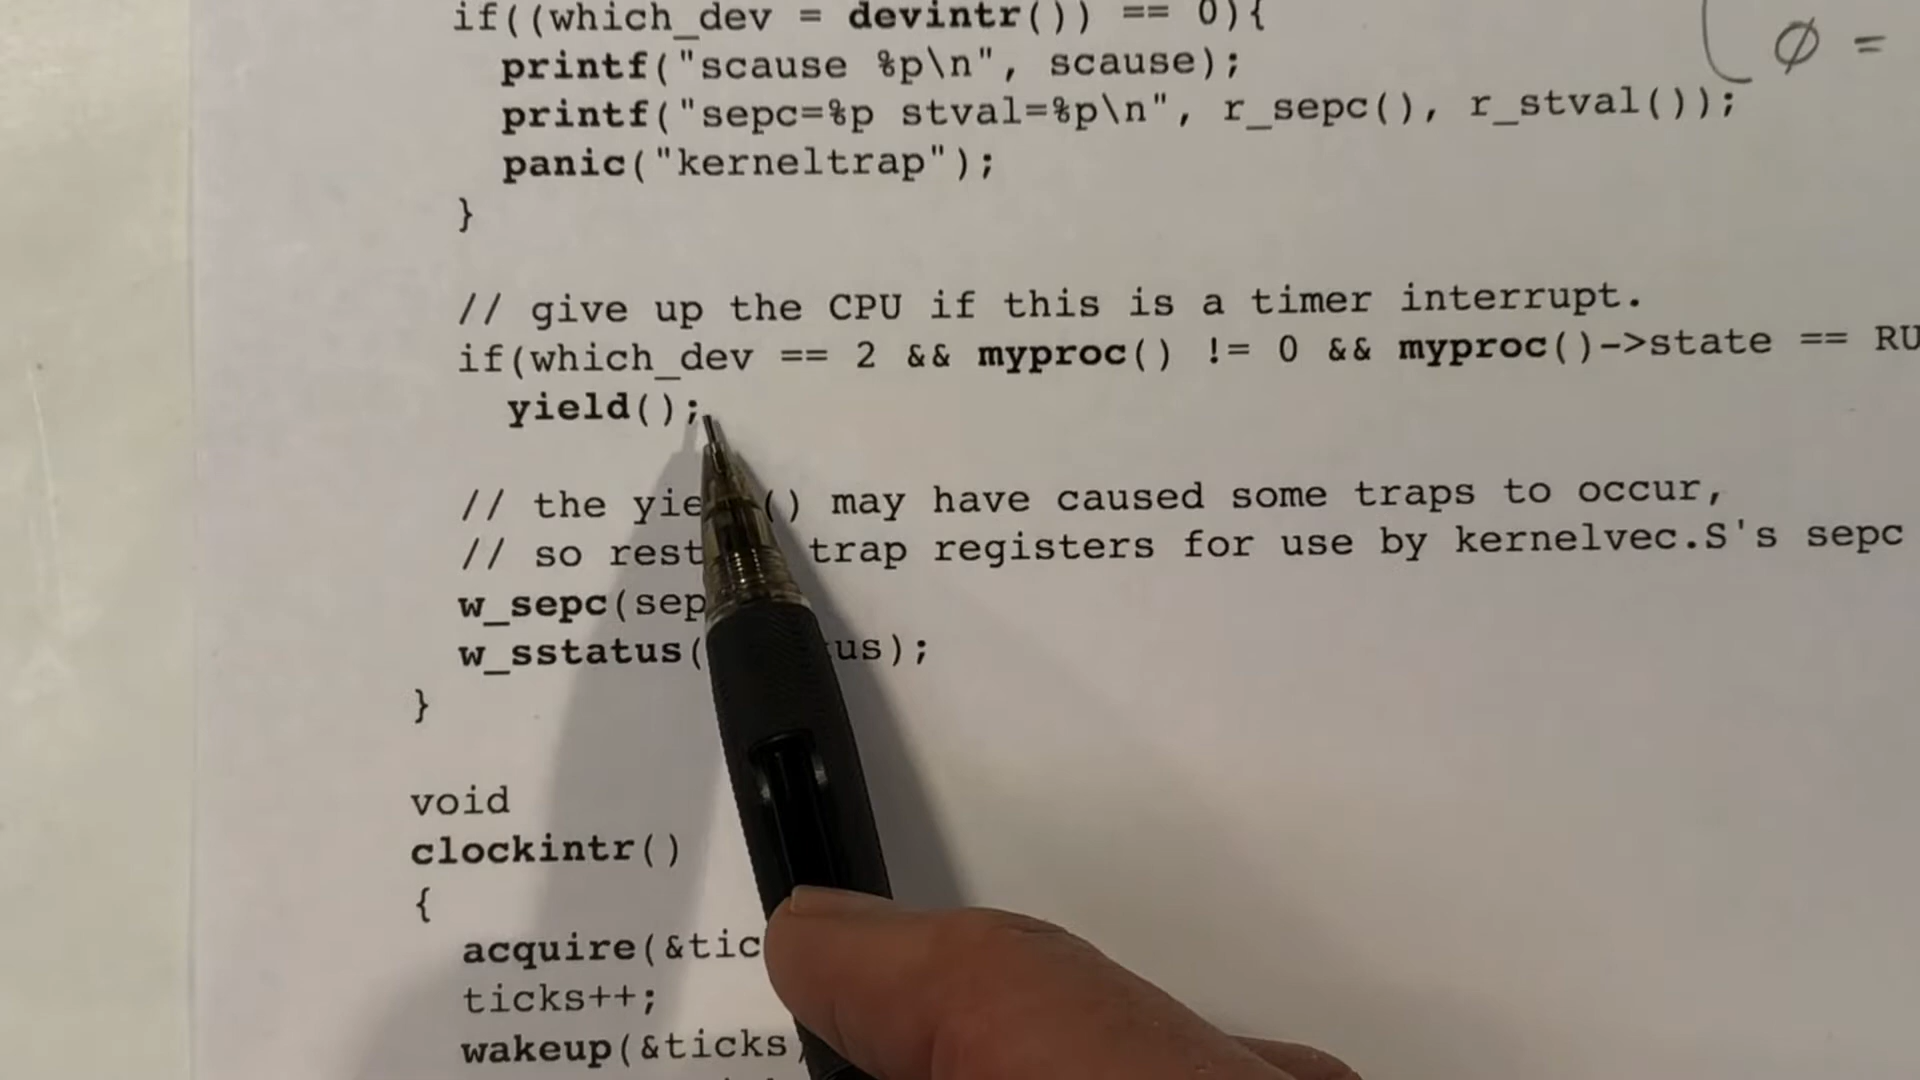 if((which_dev = devintr()) == 0){
printf("scause %p\n", scause);
printf("sepc=%p stval=%p\n", r_sepc(), r_stval());
panic("kerneltrap");
}
// give up the CPU if this is a timer interrupt.
if(which_dev == 2 && myproc() != 0 && myproc()->state == RU
yield();
// the yie () may have caused some traps to occur,
// so rest trap registers for use by kernelvec.S's sepc
w_sepc(sep
w_sstatus( us);
}
void
clockintr()
{
acquire(&tic
ticks++;
wakeup(&ticks)
Ø =